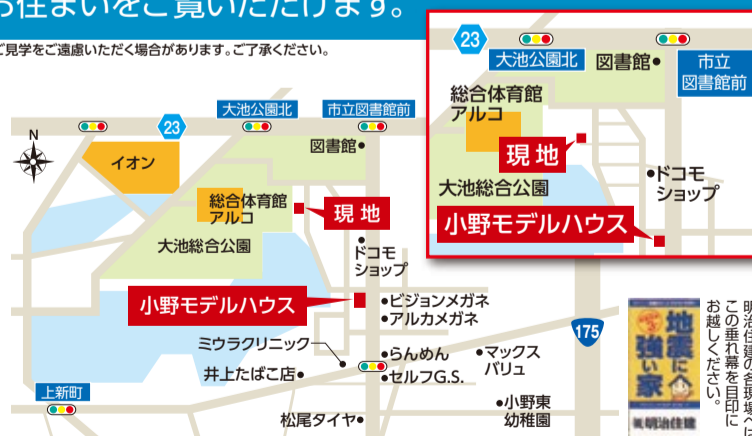 お住まいをご覧いただけます。
ご見学をご遠慮いただく場合があります。ご了承ください。
N
23
大池公園北
市立図書館前
イオン
図書館
総合体育館
アルコ
現地
大池総合公園
ドコモ
ショップ
小野モデルハウス
ビジョンメガネ
アルカメガネ
ミウラクリニック
らんめん
マックス
バリュ
井上たばこ店
セルフG.S.
上新町
松尾タイヤ
小野東
幼稚園
175
23
大池公園北
図書館
市立
図書館前
総合体育館
アルコ
現地
ドコモ
ショップ
大池総合公園
小野モデルハウス
明治住建の各現場へは
この垂れ幕を目印に
お越しください。
地震に
強い家
明治住建